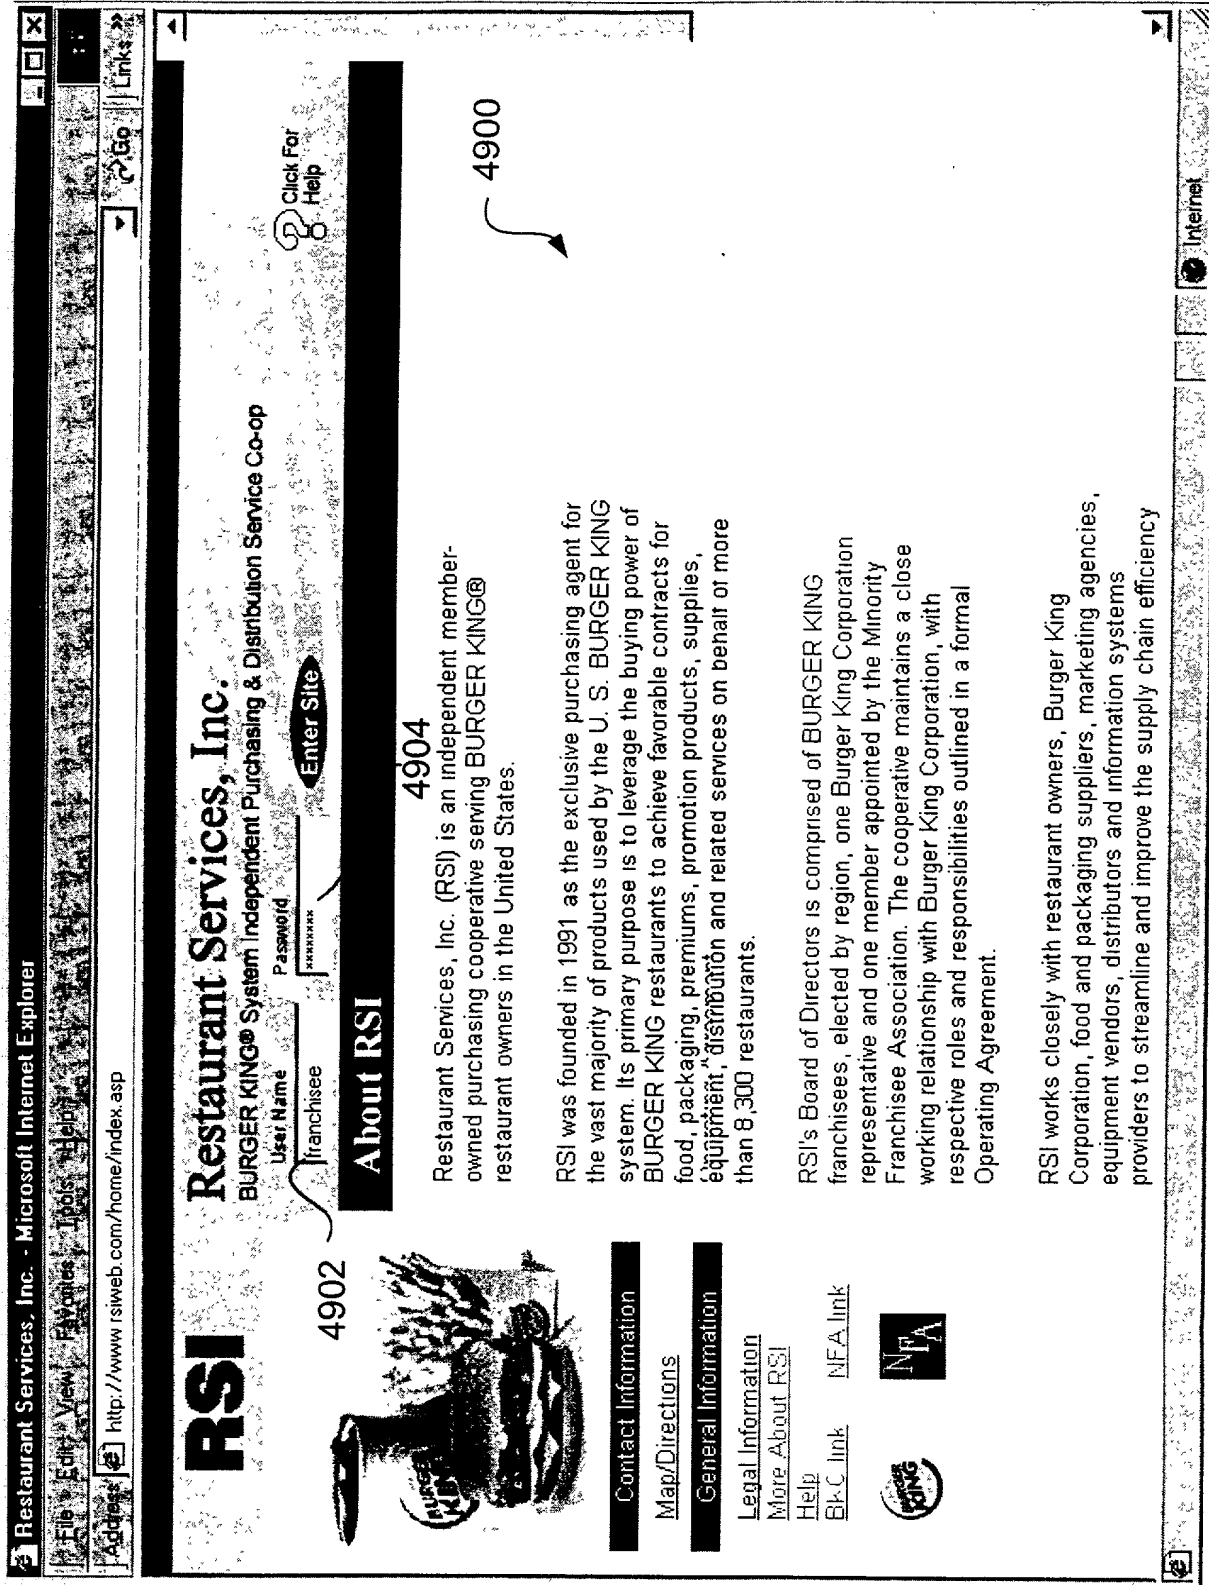 Restaurant Services, Inc. - Microsoft Internet Explorer
File Edit View Favorites Tools Help
Address http://www.rsiweb.com/home/index.asp Go Links »
RSI
Restaurant Services, Inc.
BURGER KING® System Independent Purchasing & Distribution Service Co-op
User Name Password
franchisee ******** Enter Site
Click For
Help
4902
4904
4900
About RSI
BURGER
KING
Contact Information
Map/Directions
General Information
Legal Information
More About RSI
Help
BKC link NFA link
BURGER
KING
NFA
Restaurant Services, Inc. (RSI) is an independent member-
owned purchasing cooperative serving BURGER KING®
restaurant owners in the United States.
RSI was founded in 1991 as the exclusive purchasing agent for
the vast majority of products used by the U. S. BURGER KING
system. Its primary purpose is to leverage the buying power of
BURGER KING restaurants to achieve favorable contracts for
food, packaging, premiums, promotion products, supplies,
equipment, distribution and related services on behalf of more
than 8,300 restaurants.
RSI's Board of Directors is comprised of BURGER KING
franchisees, elected by region, one Burger King Corporation
representative and one member appointed by the Minority
Franchisee Association. The cooperative maintains a close
working relationship with Burger King Corporation, with
respective roles and responsibilities outlined in a formal
Operating Agreement.
RSI works closely with restaurant owners, Burger King
Corporation, food and packaging suppliers, marketing agencies,
equipment vendors, distributors and information systems
providers to streamline and improve the supply chain efficiency
Internet